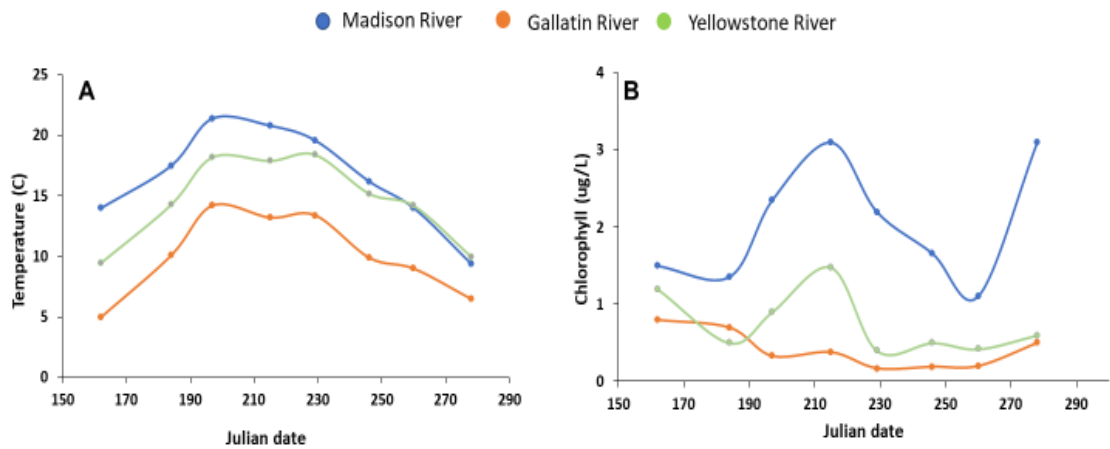 Madison River Gallatin River Yellowstone River
A
25
20
15
10
5
0
Temperature (C)
150 170 190 210 230 250 270 290
Julian date
B
4
3
2
1
0
Chlorophyll (ug/L)
150 170 190 210 230 250 270 290
Julian date